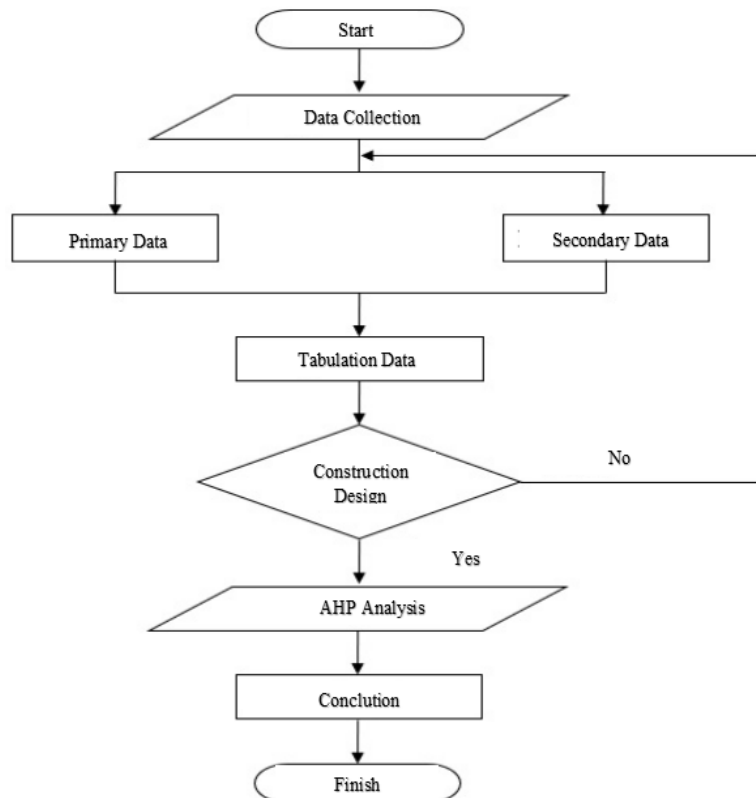 Start
Data Collection
Primary Data
Secondary Data
Tabulation Data
Construction
Design
No
Yes
AHP Analysis
Conclution
Finish